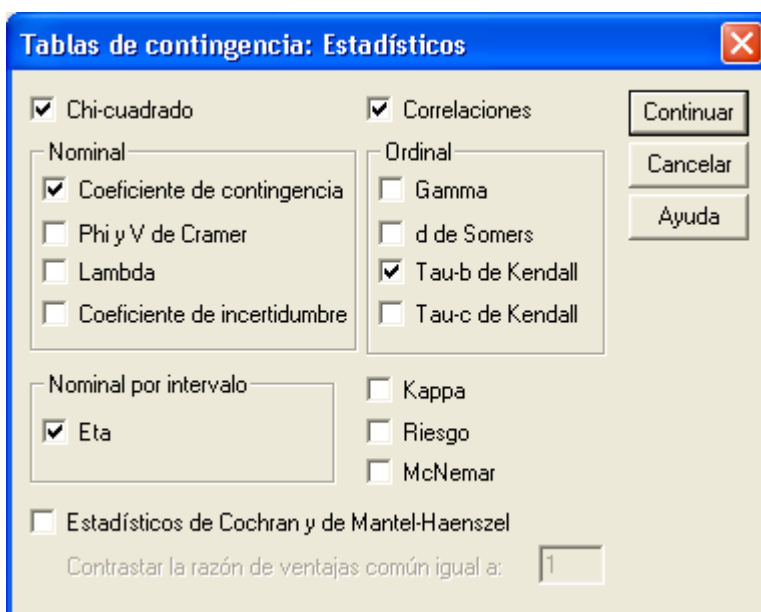 Tablas de contingencia: Estadísticos
Chi-cuadrado
Correlaciones
Continuar
Cancelar
Ayuda
Nominal
Coeficiente de contingencia
Phi y V de Cramer
Lambda
Coeficiente de incertidumbre
Ordinal
Gamma
d de Somers
Tau-b de Kendall
Tau-c de Kendall
Nominal por intervalo
Eta
Kappa
Riesgo
McNemar
Estadísticos de Cochran y de Mantel-Haenszel
Contrastar la razón de ventajas común igual a: 1